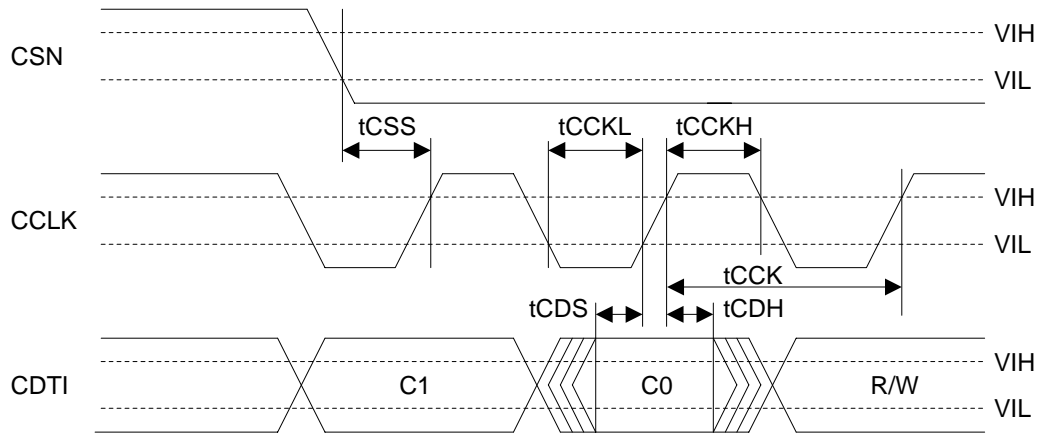 CSN
VIH
VIL
tCSS
tCCKL
tCCKH
CCLK
VIH
VIL
tCCK
tCDS
tCDH
CDTI
C1
C0
R/W
VIH
VIL